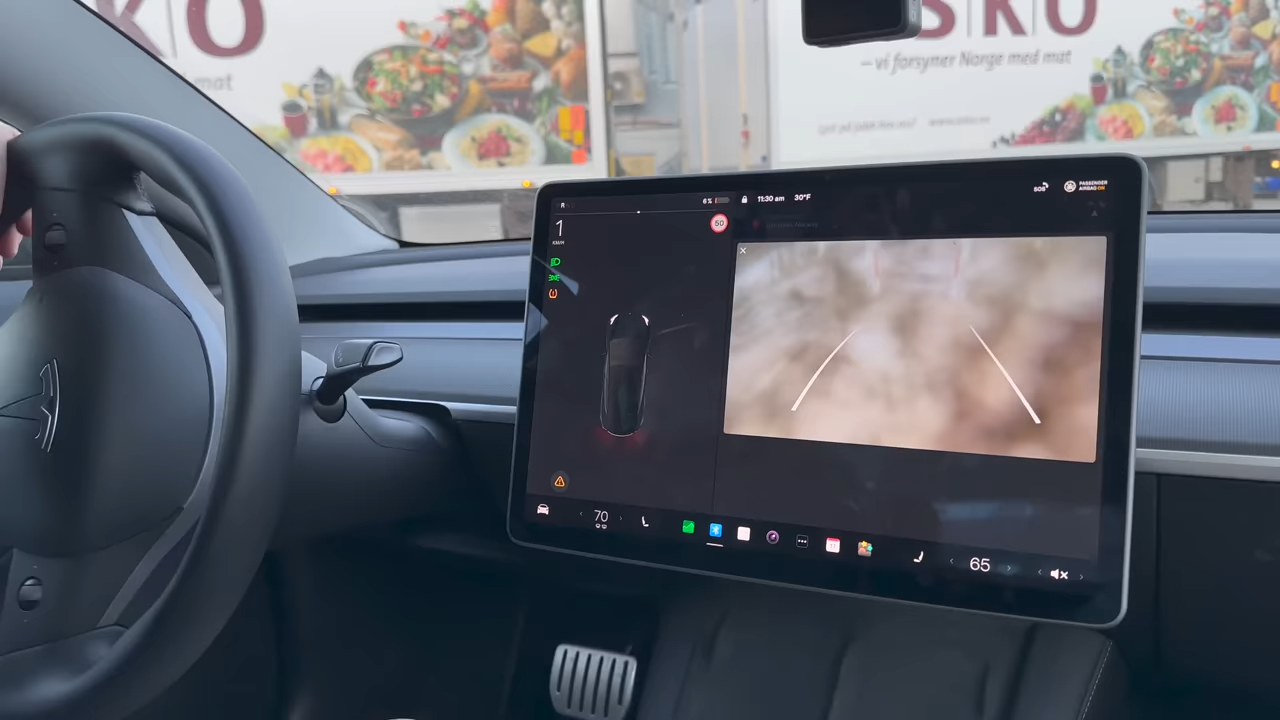 KO
mat
SKO
– vi forsyner Norge med mat
R
6 %
11:30 am
30°F
SOS
PASSENGER
AIRBAG ON
1
KM/H
50
70
65